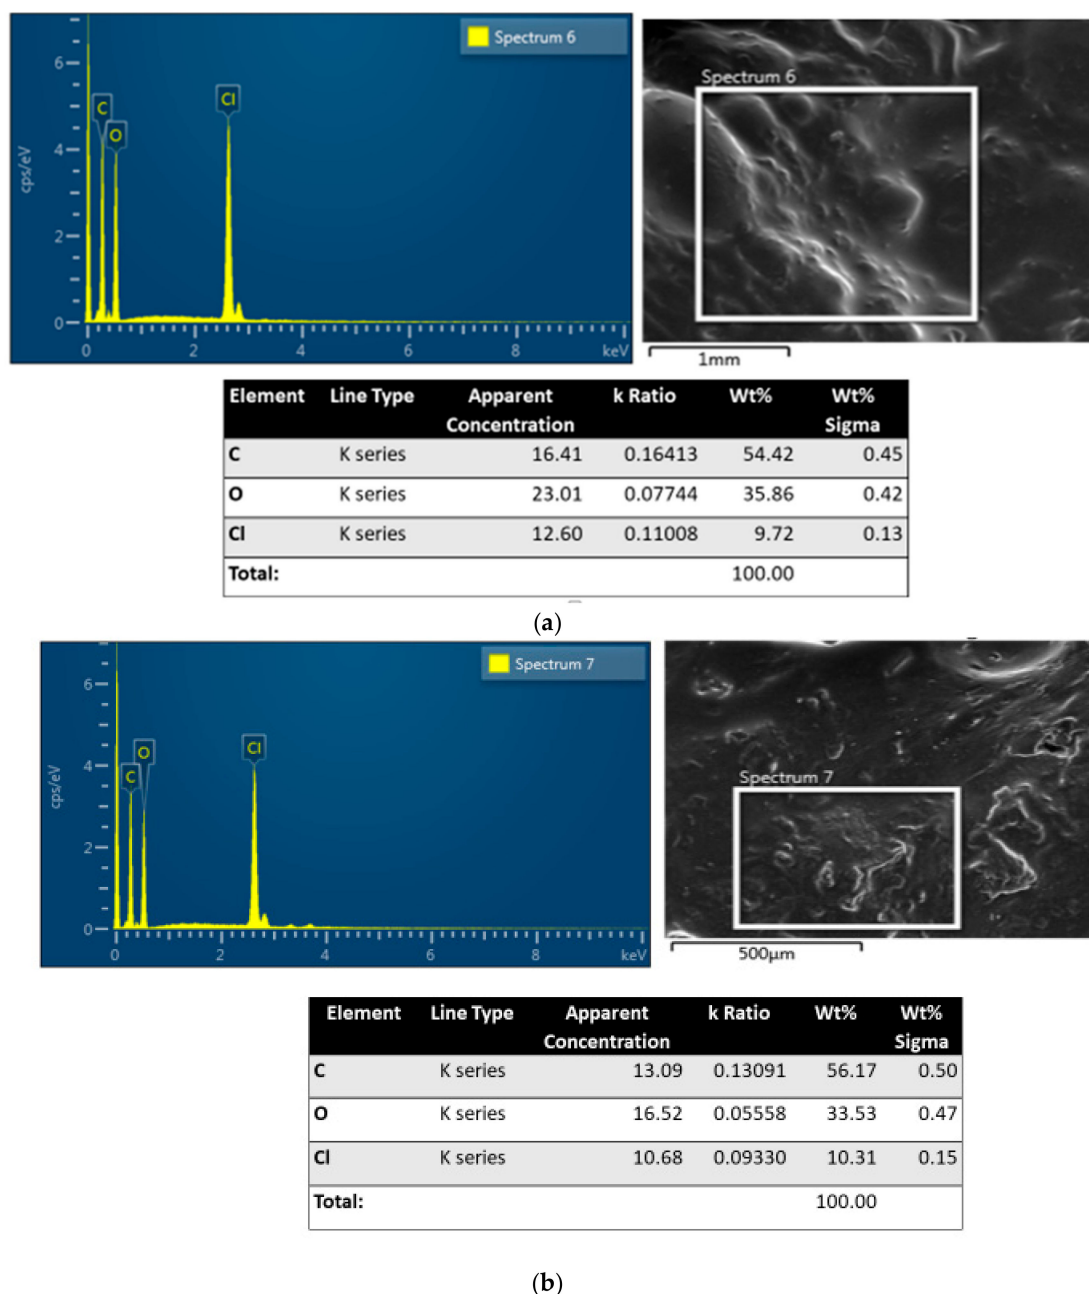 Spectrum 6
6
4
2
0
cps/eV
C
O
Cl
0 2 4 6 8 keV
Spectrum 6
1mm
Element Line Type Apparent Concentration k Ratio Wt% Wt% Sigma
C K series 16.41 0.16413 54.42 0.45
O K series 23.01 0.07744 35.86 0.42
Cl K series 12.60 0.11008 9.72 0.13
Total: 100.00
(a)
Spectrum 7
6
4
2
0
cps/eV
C
O
Cl
0 2 4 6 8 keV
Spectrum 7
500µm
Element Line Type Apparent Concentration k Ratio Wt% Wt% Sigma
C K series 13.09 0.13091 56.17 0.50
O K series 16.52 0.05558 33.53 0.47
Cl K series 10.68 0.09330 10.31 0.15
Total: 100.00
(b)